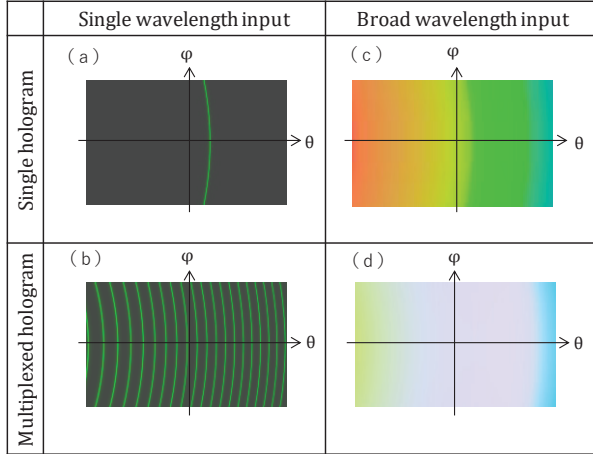 Single wavelength input
Broad wavelength input
Single hologram
(a)
φ
θ
(c)
φ
θ
Multiplexed hologram
(b)
φ
θ
(d)
φ
θ